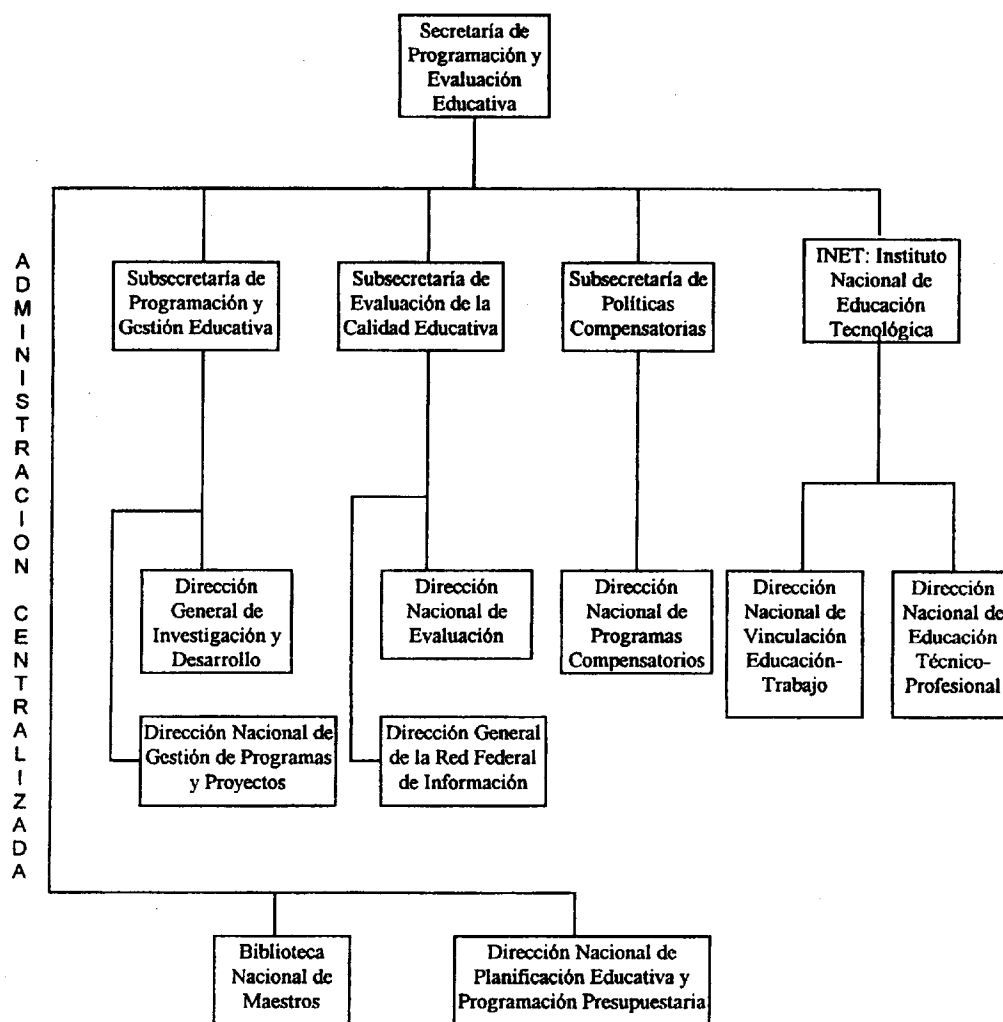 Secretaría de
Programación y
Evaluación
Educativa
ADMINISTRACION CENTRALIZADA
Subsecretaría de
Programación y
Gestión Educativa
Subsecretaría de
Evaluación de la
Calidad Educativa
Subsecretaría de
Políticas
Compensatorias
INET: Instituto
Nacional de
Educación
Tecnológica
Dirección
General de
Investigación y
Desarrollo
Dirección
Nacional de
Evaluación
Dirección
Nacional de
Programas
Compensatorios
Dirección
Nacional de
Vinculación
Educación-
Trabajo
Dirección
Nacional de
Educación
Técnico-
Profesional
Dirección Nacional de
Gestión de Programas
y Proyectos
Dirección General
de la Red Federal
de Información
Biblioteca
Nacional de
Maestros
Dirección Nacional de
Planificación Educativa y
Programación Presupuestaria